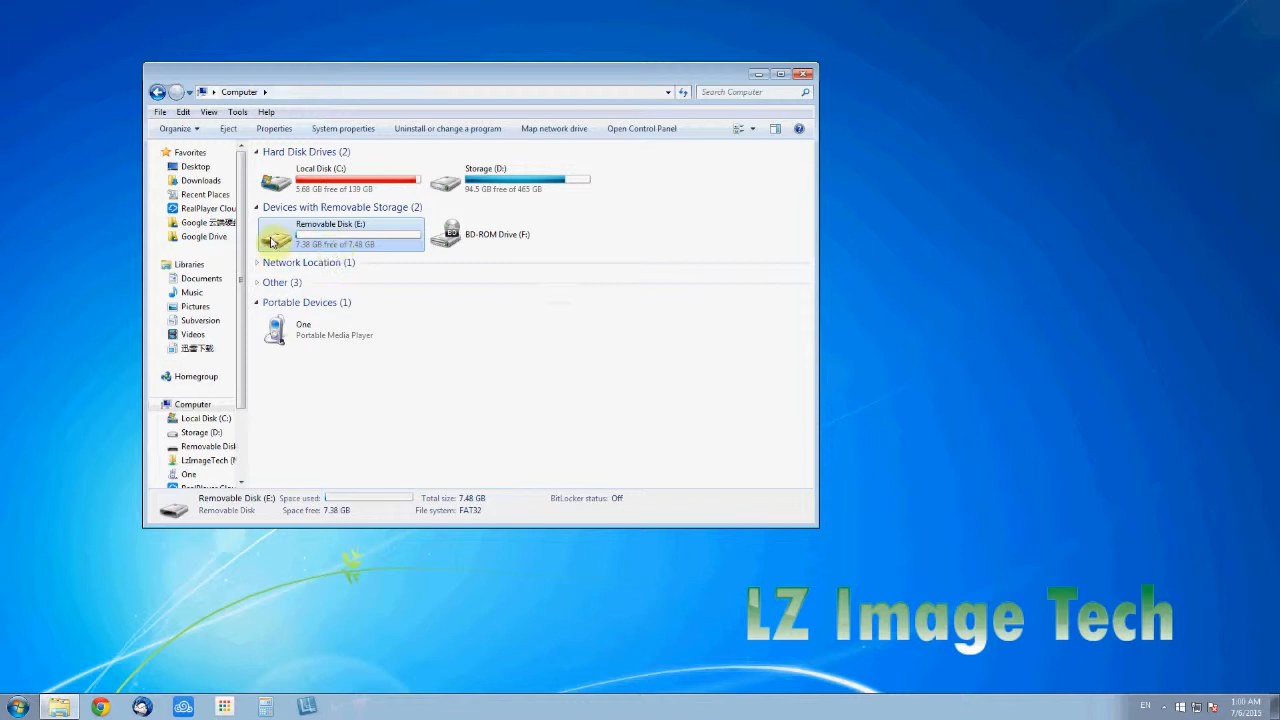 Computer
Search Computer
File Edit View Tools Help
Organize Eject Properties System properties Uninstall or change a program Map network drive Open Control Panel
Favorites
Desktop
Downloads
Recent Places
RealPlayer Clou
Google 云端硬
Google Drive
Libraries
Documents
Music
Pictures
Subversion
Videos
迅雷下载
Homegroup
Computer
Local Disk (C:)
Storage (D:)
Removable Disk
LzImageTech (
One
RealPlayer Clou
Hard Disk Drives (2)
Local Disk (C:)
5.68 GB free of 139 GB
Storage (D:)
94.5 GB free of 465 GB
Devices with Removable Storage (2)
Removable Disk (E:)
7.38 GB free of 7.48 GB
BD
BD-ROM Drive (F:)
Network Location (1)
Other (3)
Portable Devices (1)
One
Portable Media Player
Removable Disk (E:) Space used: Total size: 7.48 GB BitLocker status: Off
Removable Disk Space free: 7.38 GB File system: FAT32
LZ Image Tech
EN
1:00 AM
7/6/2015